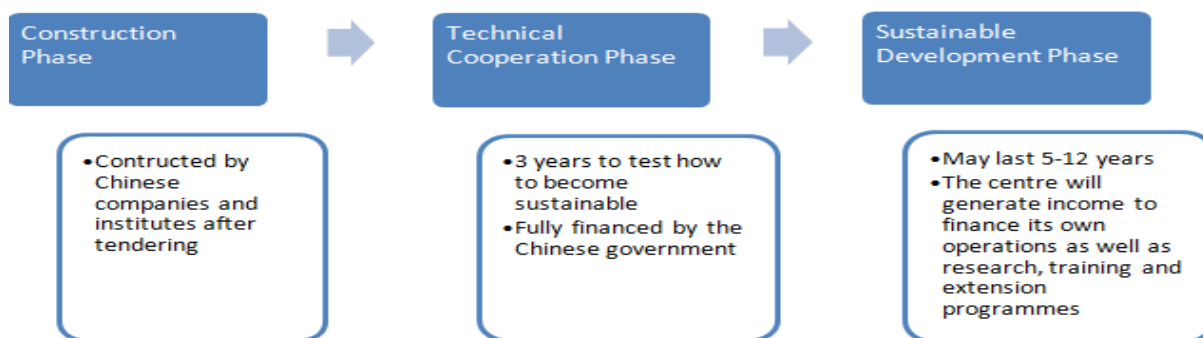 Construction
Phase
Technical
Cooperation Phase
Sustainable
Development Phase
•Contructed by
Chinese
companies and
institutes after
tendering
•3 years to test how
to become
sustainable
•Fully financed by the
Chinese government
•May last 5-12 years
•The centre will
generate income to
finance its own
operations as well as
research, training and
extension
programmes